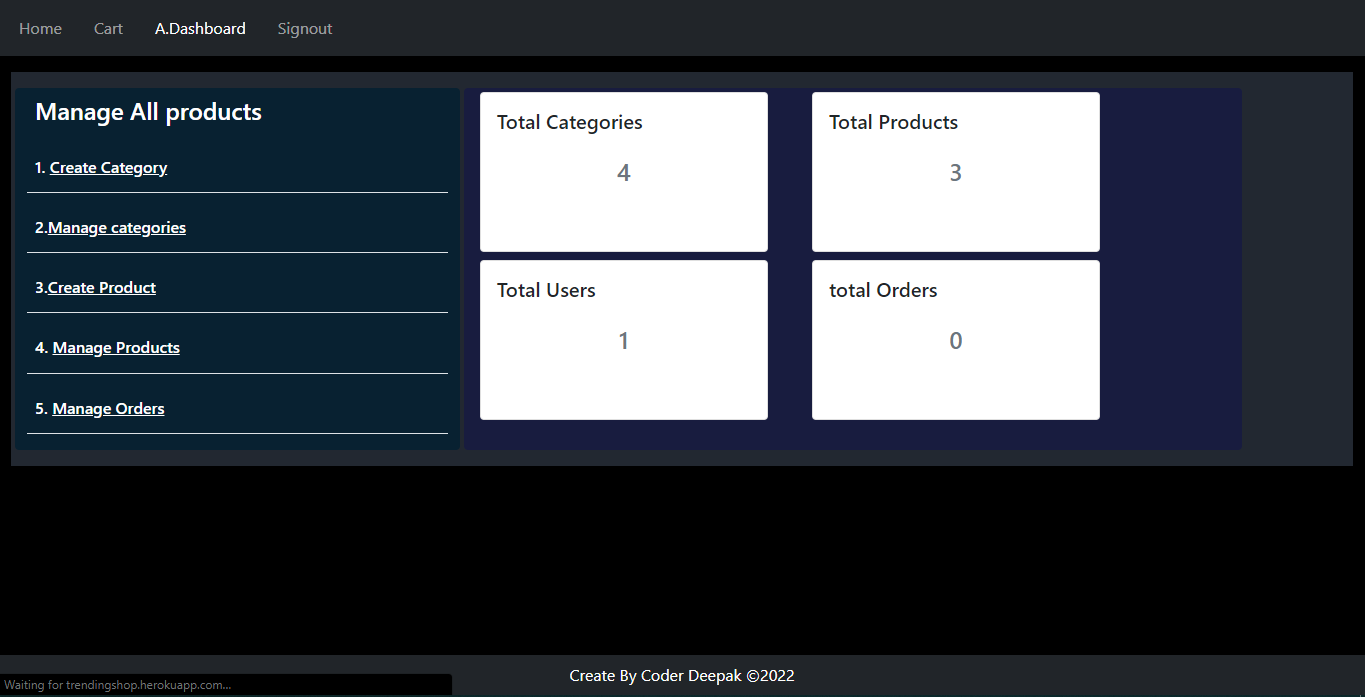 Home Cart A.Dashboard Signout
Manage All products
1. Create Category
2.Manage categories
3.Create Product
4. Manage Products
5. Manage Orders
Total Categories
4
Total Products
3
Total Users
1
total Orders
0
Create By Coder Deepak ©2022
Waiting for trendingshop.herokuapp.com...